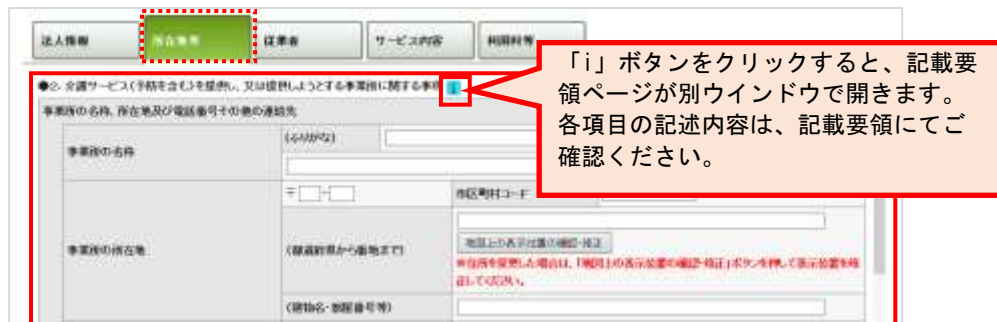 法人情報 所在地等 従業者 サービス内容 利用料等
「i」ボタンをクリックすると、記載要
領ページが別ウインドウで開きます。
各項目の記述内容は、記載要領にてご
確認ください。
●2. 介護サービス(予防を含む)を提供し、又は提供しようとする事業所に関する事項 i
事業所の名称、所在地及び電話番号その他の連絡先
事業所の名称
(ふりがな)
〒 - 市区町村コード
事業所の所在地
(都道府県から番地まで)
地図上の表示位置の確認・修正
※住所を変更した場合は、「地図上の表示位置の確認・修正」ボタンを押して表示位置を修
正してください。
(建物名・部屋番号等)